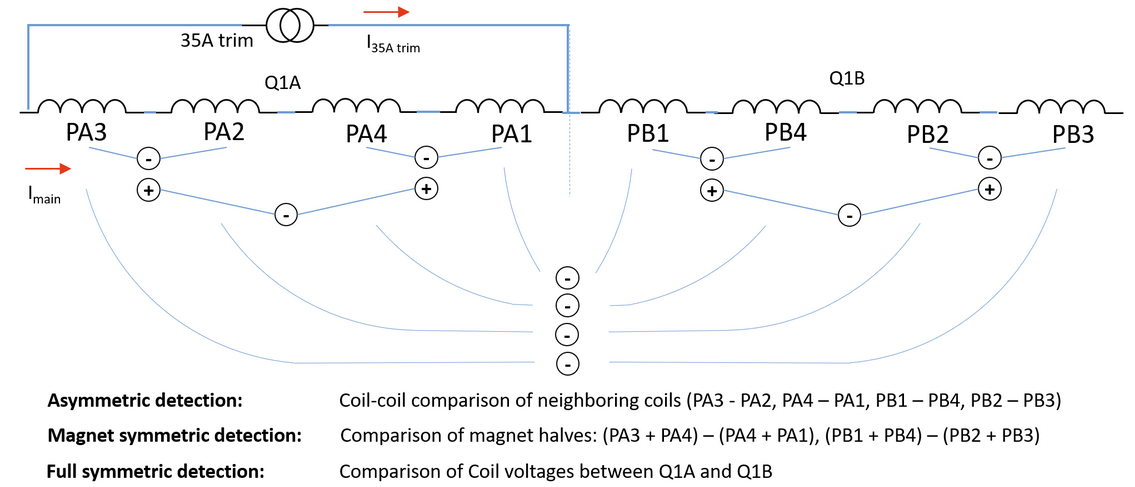 35A trim
I35A trim
Q1A
Q1B
PA3 PA2 PA4 PA1 PB1 PB4 PB2 PB3
- - - -
+ + + +
Imain
- -
-
-
-
-
Asymmetric detection: Coil-coil comparison of neighboring coils (PA3 - PA2, PA4 – PA1, PB1 – PB4, PB2 – PB3)
Magnet symmetric detection: Comparison of magnet halves: (PA3 + PA4) – (PA4 + PA1), (PB1 + PB4) – (PB2 + PB3)
Full symmetric detection: Comparison of Coil voltages between Q1A and Q1B